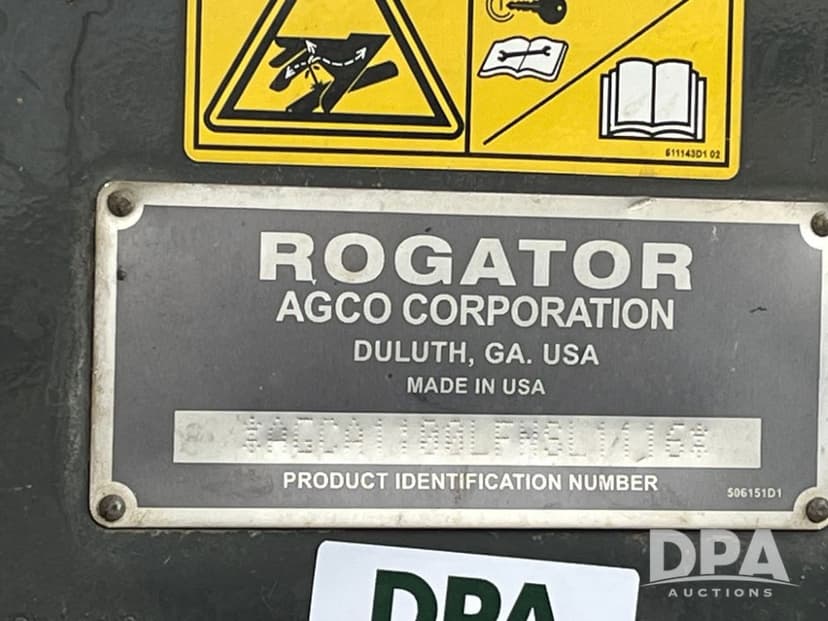 611143D1 02
ROGATOR
AGCO CORPORATION
DULUTH, GA. USA
MADE IN USA
PRODUCT IDENTIFICATION NUMBER
506151D1
DPA
AUCTIONS
DPA